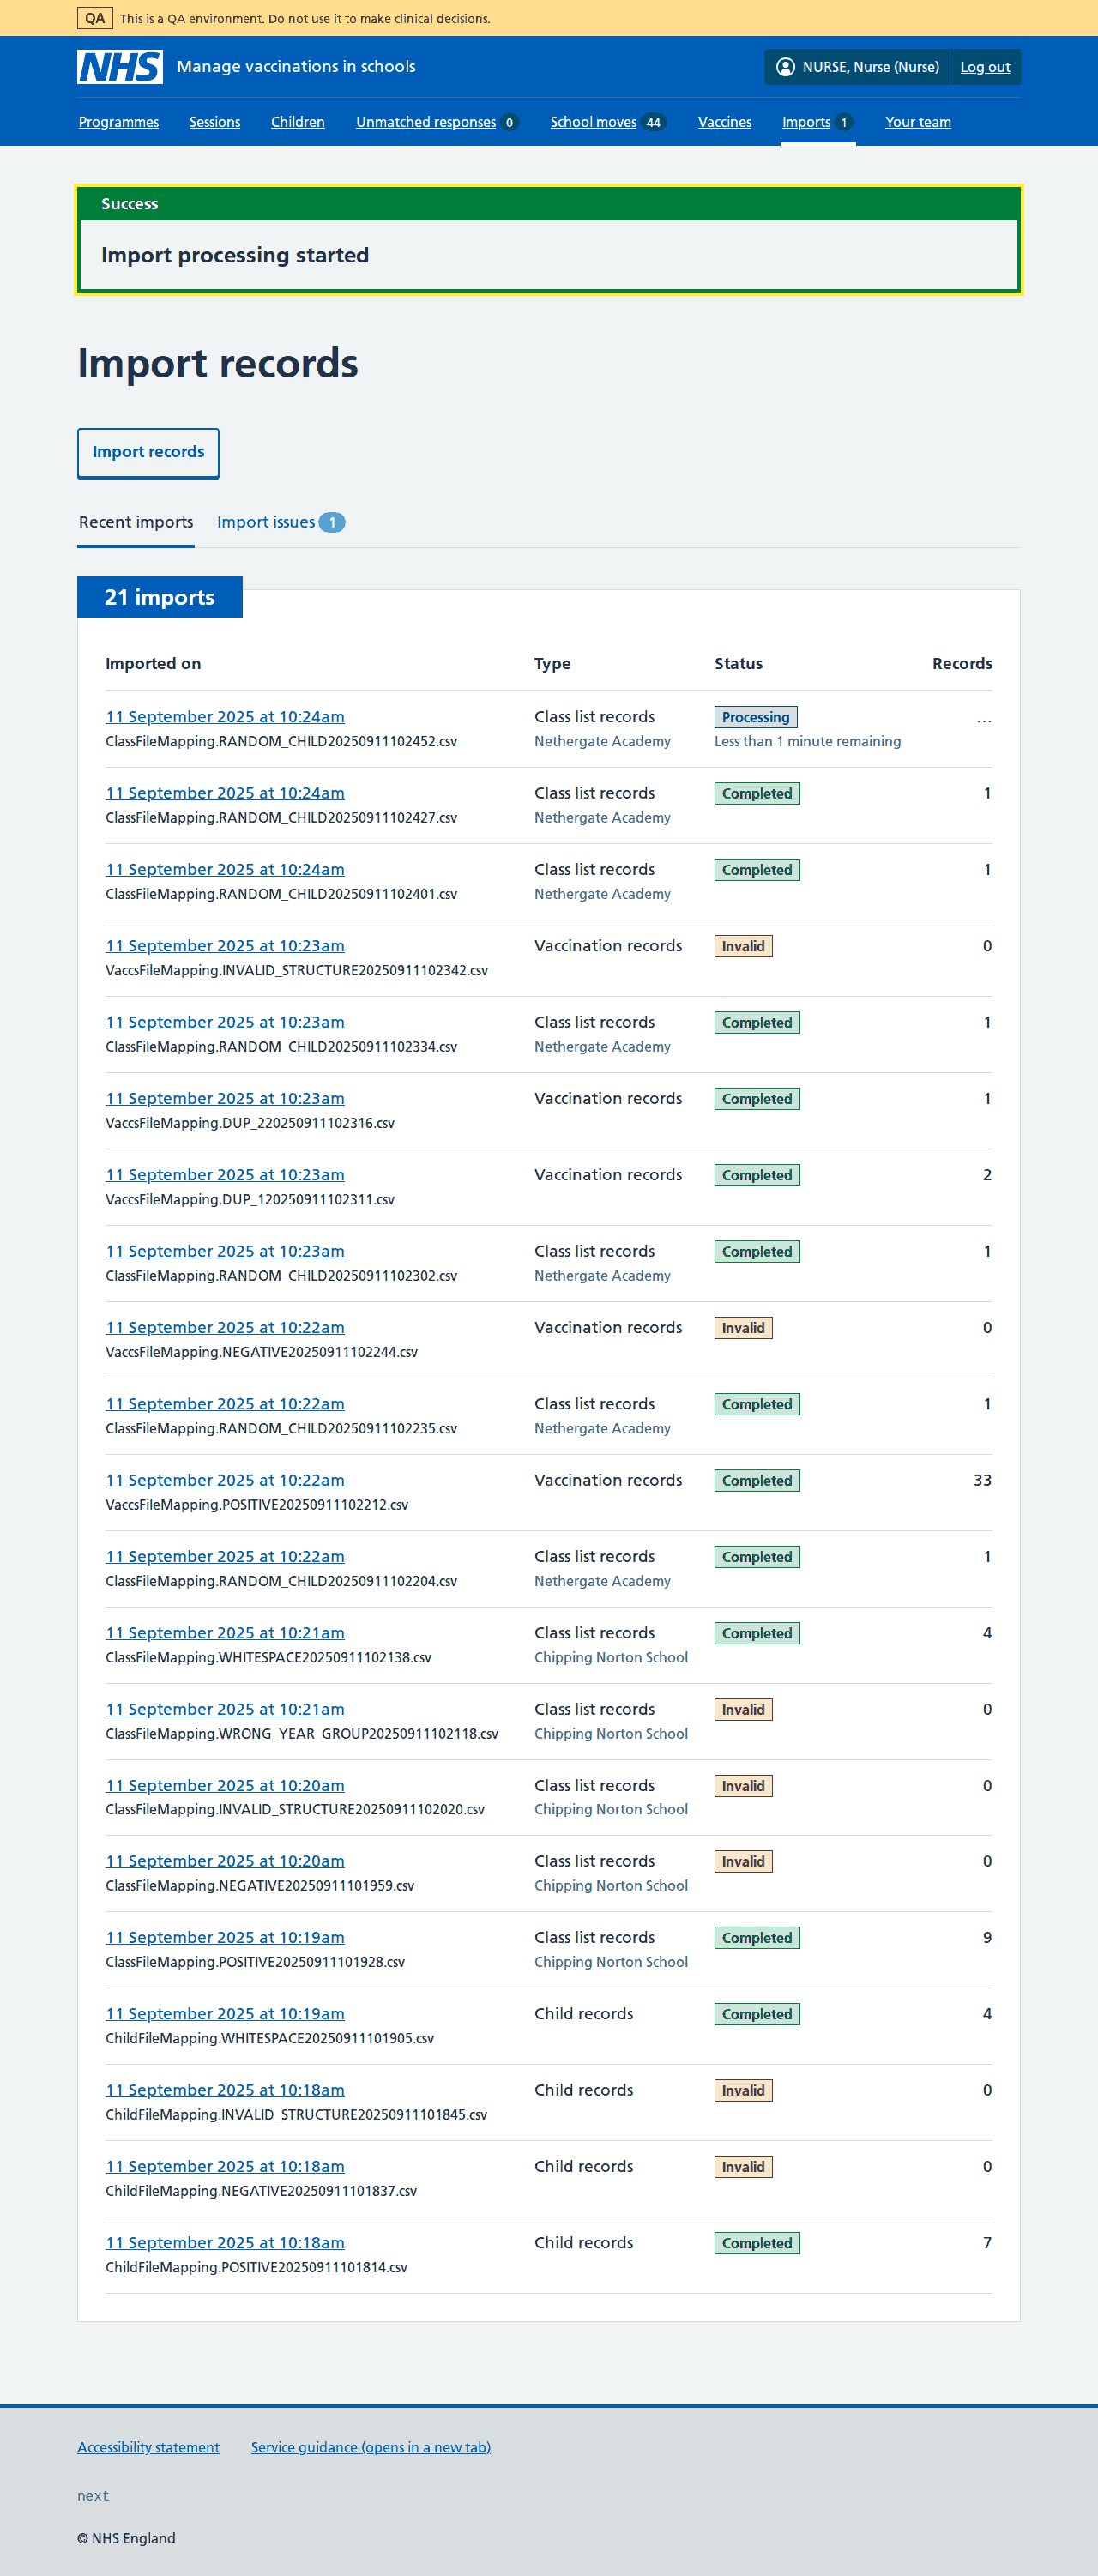 QA This is a QA environment. Do not use it to make clinical decisions.
NHS Manage vaccinations in schools NURSE, Nurse (Nurse) Log out
Programmes Sessions Children Unmatched responses 0 School moves 44 Vaccines Imports 1 Your team
Success
Import processing started
Import records
Import records
Recent imports Import issues 1
21 imports
Imported on Type Status Records
11 September 2025 at 10:24am Class list records Processing ...
ClassFileMapping.RANDOM_CHILD20250911102452.csv Nethergate Academy Less than 1 minute remaining
11 September 2025 at 10:24am Class list records Completed 1
ClassFileMapping.RANDOM_CHILD20250911102427.csv Nethergate Academy
11 September 2025 at 10:24am Class list records Completed 1
ClassFileMapping.RANDOM_CHILD20250911102401.csv Nethergate Academy
11 September 2025 at 10:23am Vaccination records Invalid 0
VaccsFileMapping.INVALID_STRUCTURE20250911102342.csv
11 September 2025 at 10:23am Class list records Completed 1
ClassFileMapping.RANDOM_CHILD20250911102334.csv Nethergate Academy
11 September 2025 at 10:23am Vaccination records Completed 1
VaccsFileMapping.DUP_220250911102316.csv
11 September 2025 at 10:23am Vaccination records Completed 2
VaccsFileMapping.DUP_120250911102311.csv
11 September 2025 at 10:23am Class list records Completed 1
ClassFileMapping.RANDOM_CHILD20250911102302.csv Nethergate Academy
11 September 2025 at 10:22am Vaccination records Invalid 0
VaccsFileMapping.NEGATIVE20250911102244.csv
11 September 2025 at 10:22am Class list records Completed 1
ClassFileMapping.RANDOM_CHILD20250911102235.csv Nethergate Academy
11 September 2025 at 10:22am Vaccination records Completed 33
VaccsFileMapping.POSITIVE20250911102212.csv
11 September 2025 at 10:22am Class list records Completed 1
ClassFileMapping.RANDOM_CHILD20250911102204.csv Nethergate Academy
11 September 2025 at 10:21am Class list records Completed 4
ClassFileMapping.WHITESPACE20250911102138.csv Chipping Norton School
11 September 2025 at 10:21am Class list records Invalid 0
ClassFileMapping.WRONG_YEAR_GROUP20250911102118.csv Chipping Norton School
11 September 2025 at 10:20am Class list records Invalid 0
ClassFileMapping.INVALID_STRUCTURE20250911102020.csv Chipping Norton School
11 September 2025 at 10:20am Class list records Invalid 0
ClassFileMapping.NEGATIVE20250911101959.csv Chipping Norton School
11 September 2025 at 10:19am Class list records Completed 9
ClassFileMapping.POSITIVE20250911101928.csv Chipping Norton School
11 September 2025 at 10:19am Child records Completed 4
ChildFileMapping.WHITESPACE20250911101905.csv
11 September 2025 at 10:18am Child records Invalid 0
ChildFileMapping.INVALID_STRUCTURE20250911101845.csv
11 September 2025 at 10:18am Child records Invalid 0
ChildFileMapping.NEGATIVE20250911101837.csv
11 September 2025 at 10:18am Child records Completed 7
ChildFileMapping.POSITIVE20250911101814.csv
Accessibility statement Service guidance (opens in a new tab)
next
© NHS England